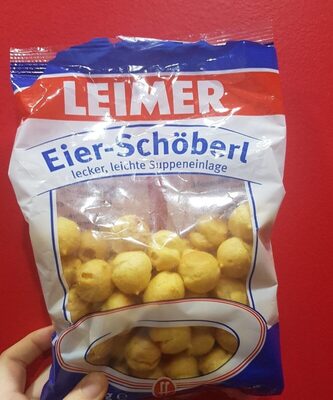 LEIMER
Eier-Schöberl
lecker, leichte Suppeneinlage
g ℮